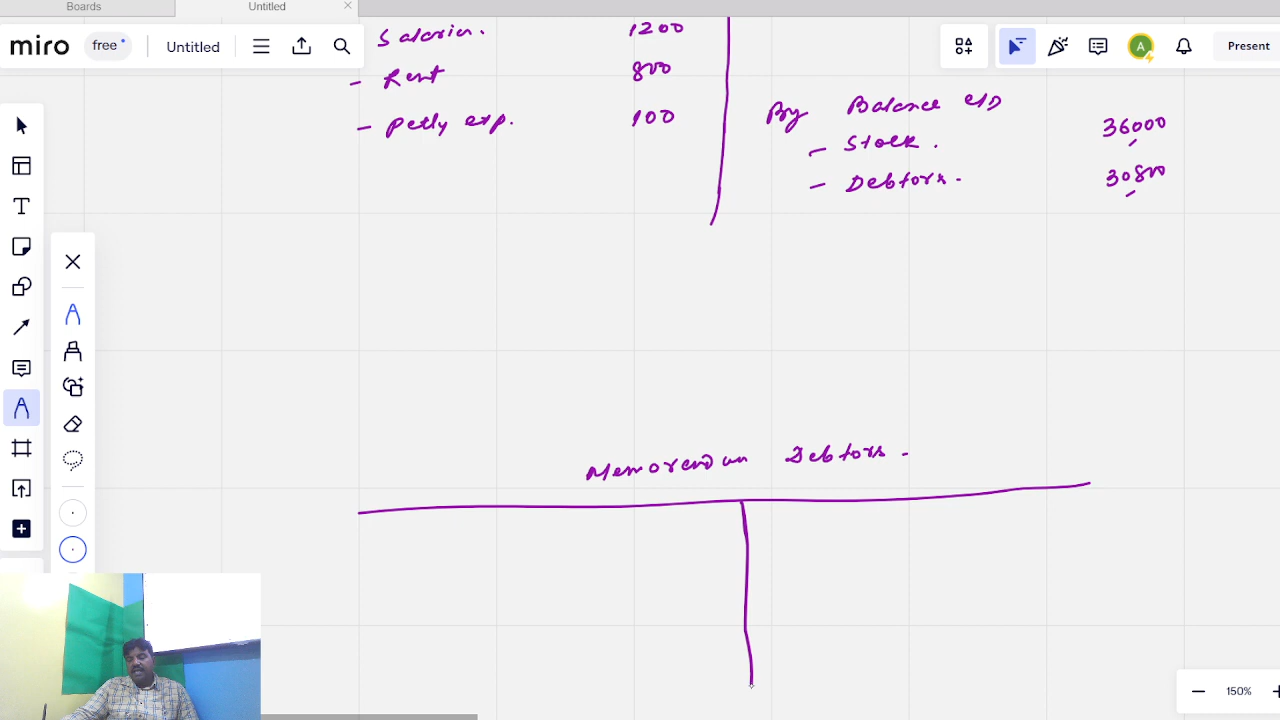 Boards Untitled
miro free Untitled
Present
Salaries. 1200
- Rent 800
- Petty exp. 100
By Balance c/D
- Stock. 36000
- Debtors. 30800
Memorandum Debtors.
150%